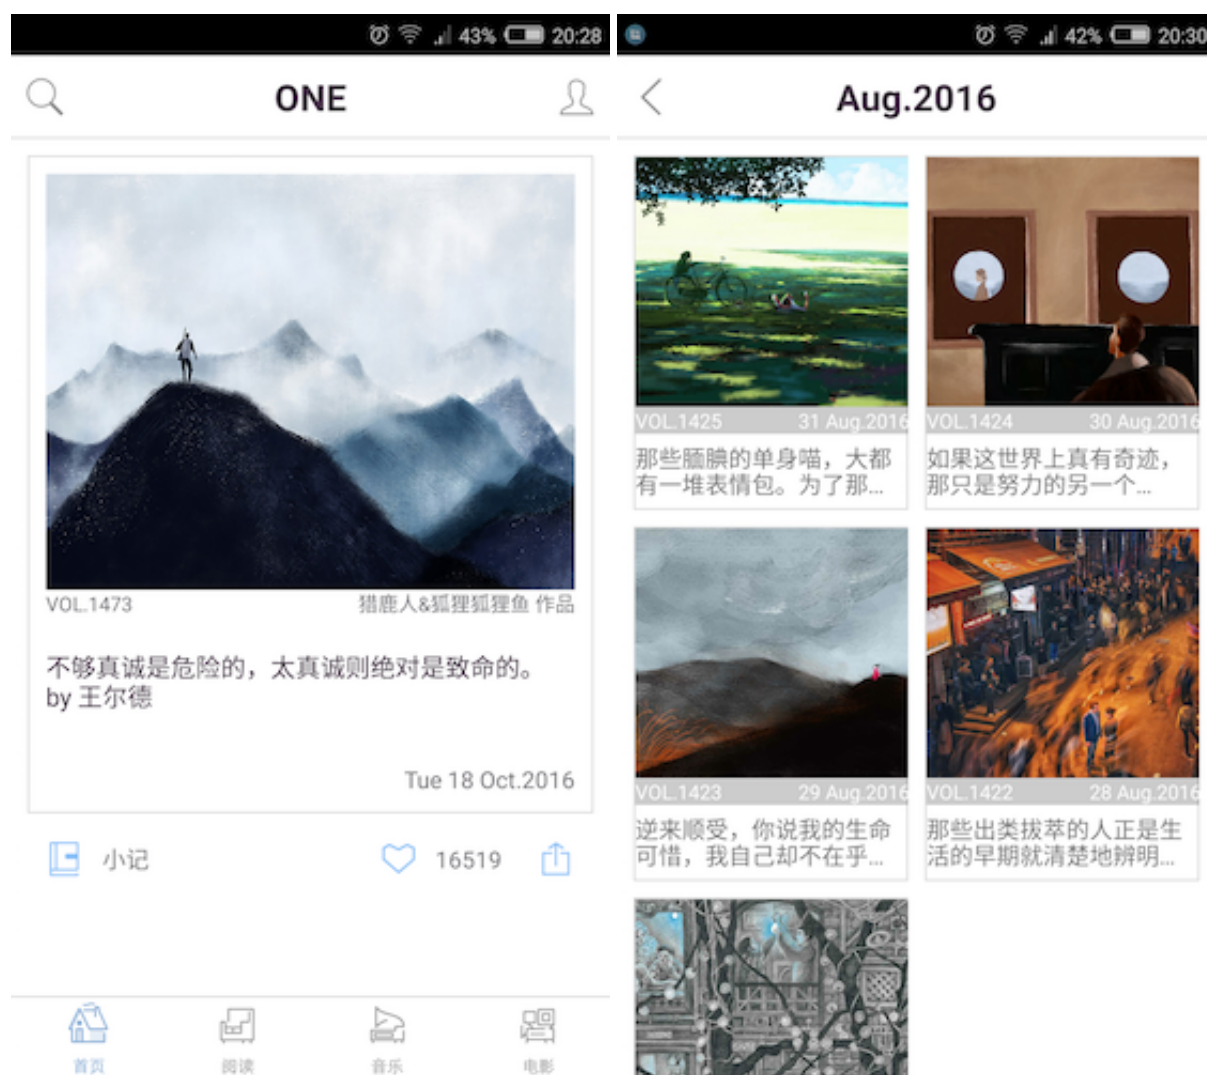 43% 20:28
ONE
VOL.1473 猎鹿人&狐狸狐狸鱼 作品
不够真诚是危险的，太真诚则绝对是致命的。
by 王尔德
Tue 18 Oct.2016
小记 16519
首页 阅读 音乐 电影
42% 20:30
Aug.2016
VOL.1425 31 Aug.2016
那些腼腆的单身喵，大都
有一堆表情包。为了那...
VOL.1424 30 Aug.2016
如果这世界上真有奇迹，
那只是努力的另一个...
VOL.1423 29 Aug.2016
逆来顺受，你说我的生命
可惜，我自己却不在乎...
VOL.1422 28 Aug.2016
那些出类拔萃的人正是生
活的早期就清楚地辨明...